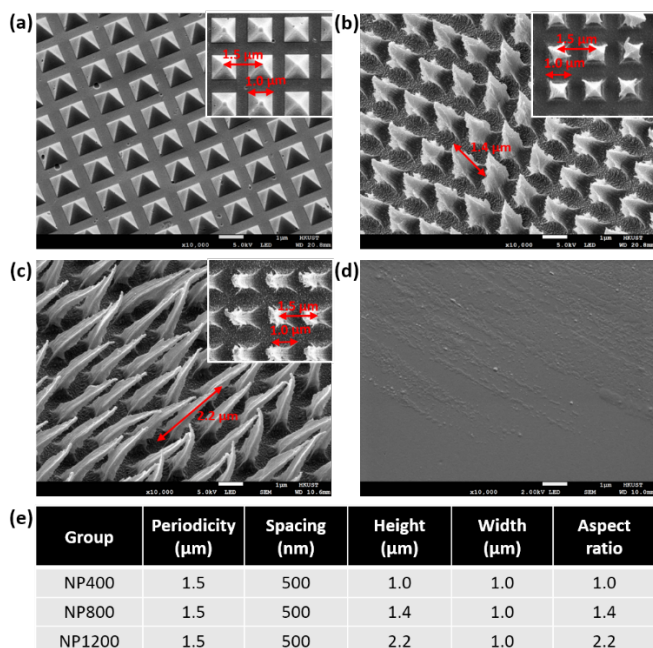 (a)
1.5 μm
1.0 μm
1μm HKUST
x10,000 5.0kV LED WD 20.8mm
(b)
1.5 μm
1.0 μm
1.4 μm
1μm HKUST
x10,000 5.0kV LED WD 20.8mm
(c)
1.5 μm
1.0 μm
2.2 μm
1μm HKUST
x10,000 5.0kV LED SEM WD 10.6mm
(d)
1μm HKUST
x10,000 2.00kV LED SEM WD 10.0mm
(e)
Group Periodicity (μm) Spacing (nm) Height (μm) Width (μm) Aspect ratio
NP400 1.5 500 1.0 1.0 1.0
NP800 1.5 500 1.4 1.0 1.4
NP1200 1.5 500 2.2 1.0 2.2